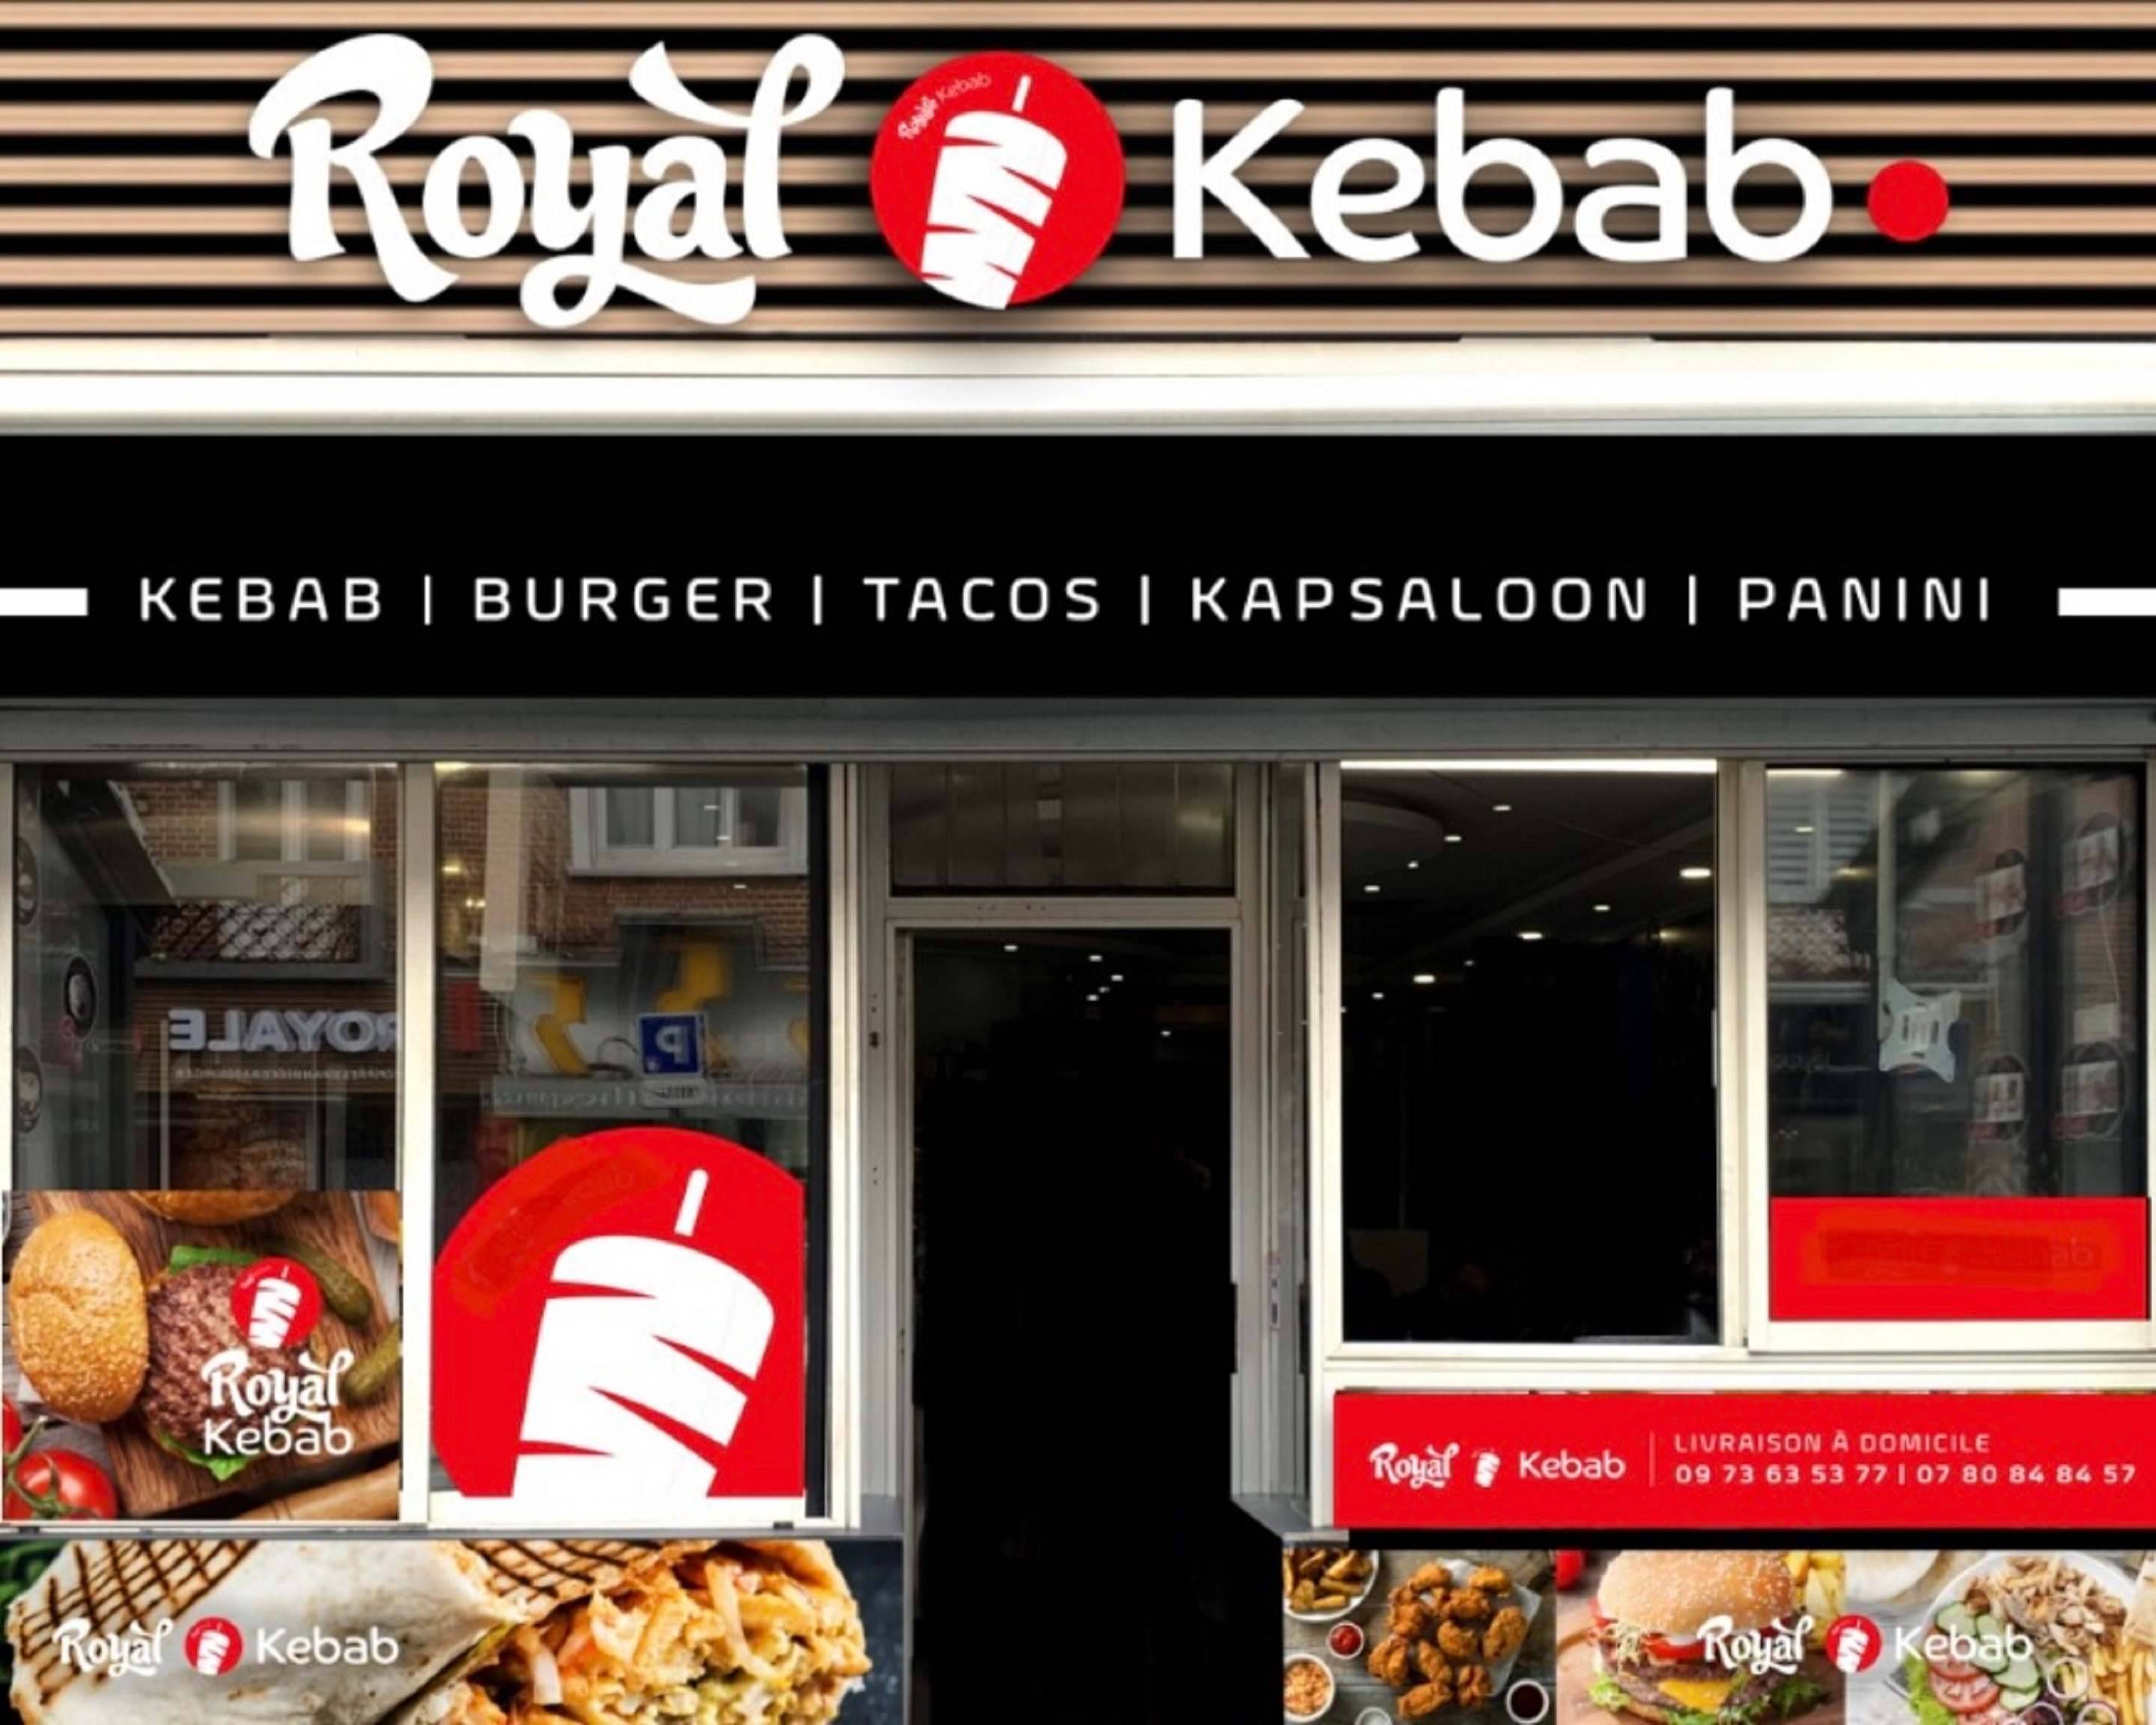 Royal Kebab
Kebab
KEBAB | BURGER | TACOS | KAPSALOON | PANINI
ROYALE
P
Royal
Kebab
Royal Kebab
LIVRAISON À DOMICILE
09 73 63 53 77 | 07 80 84 84 57
Royal Kebab
Royal Kebab